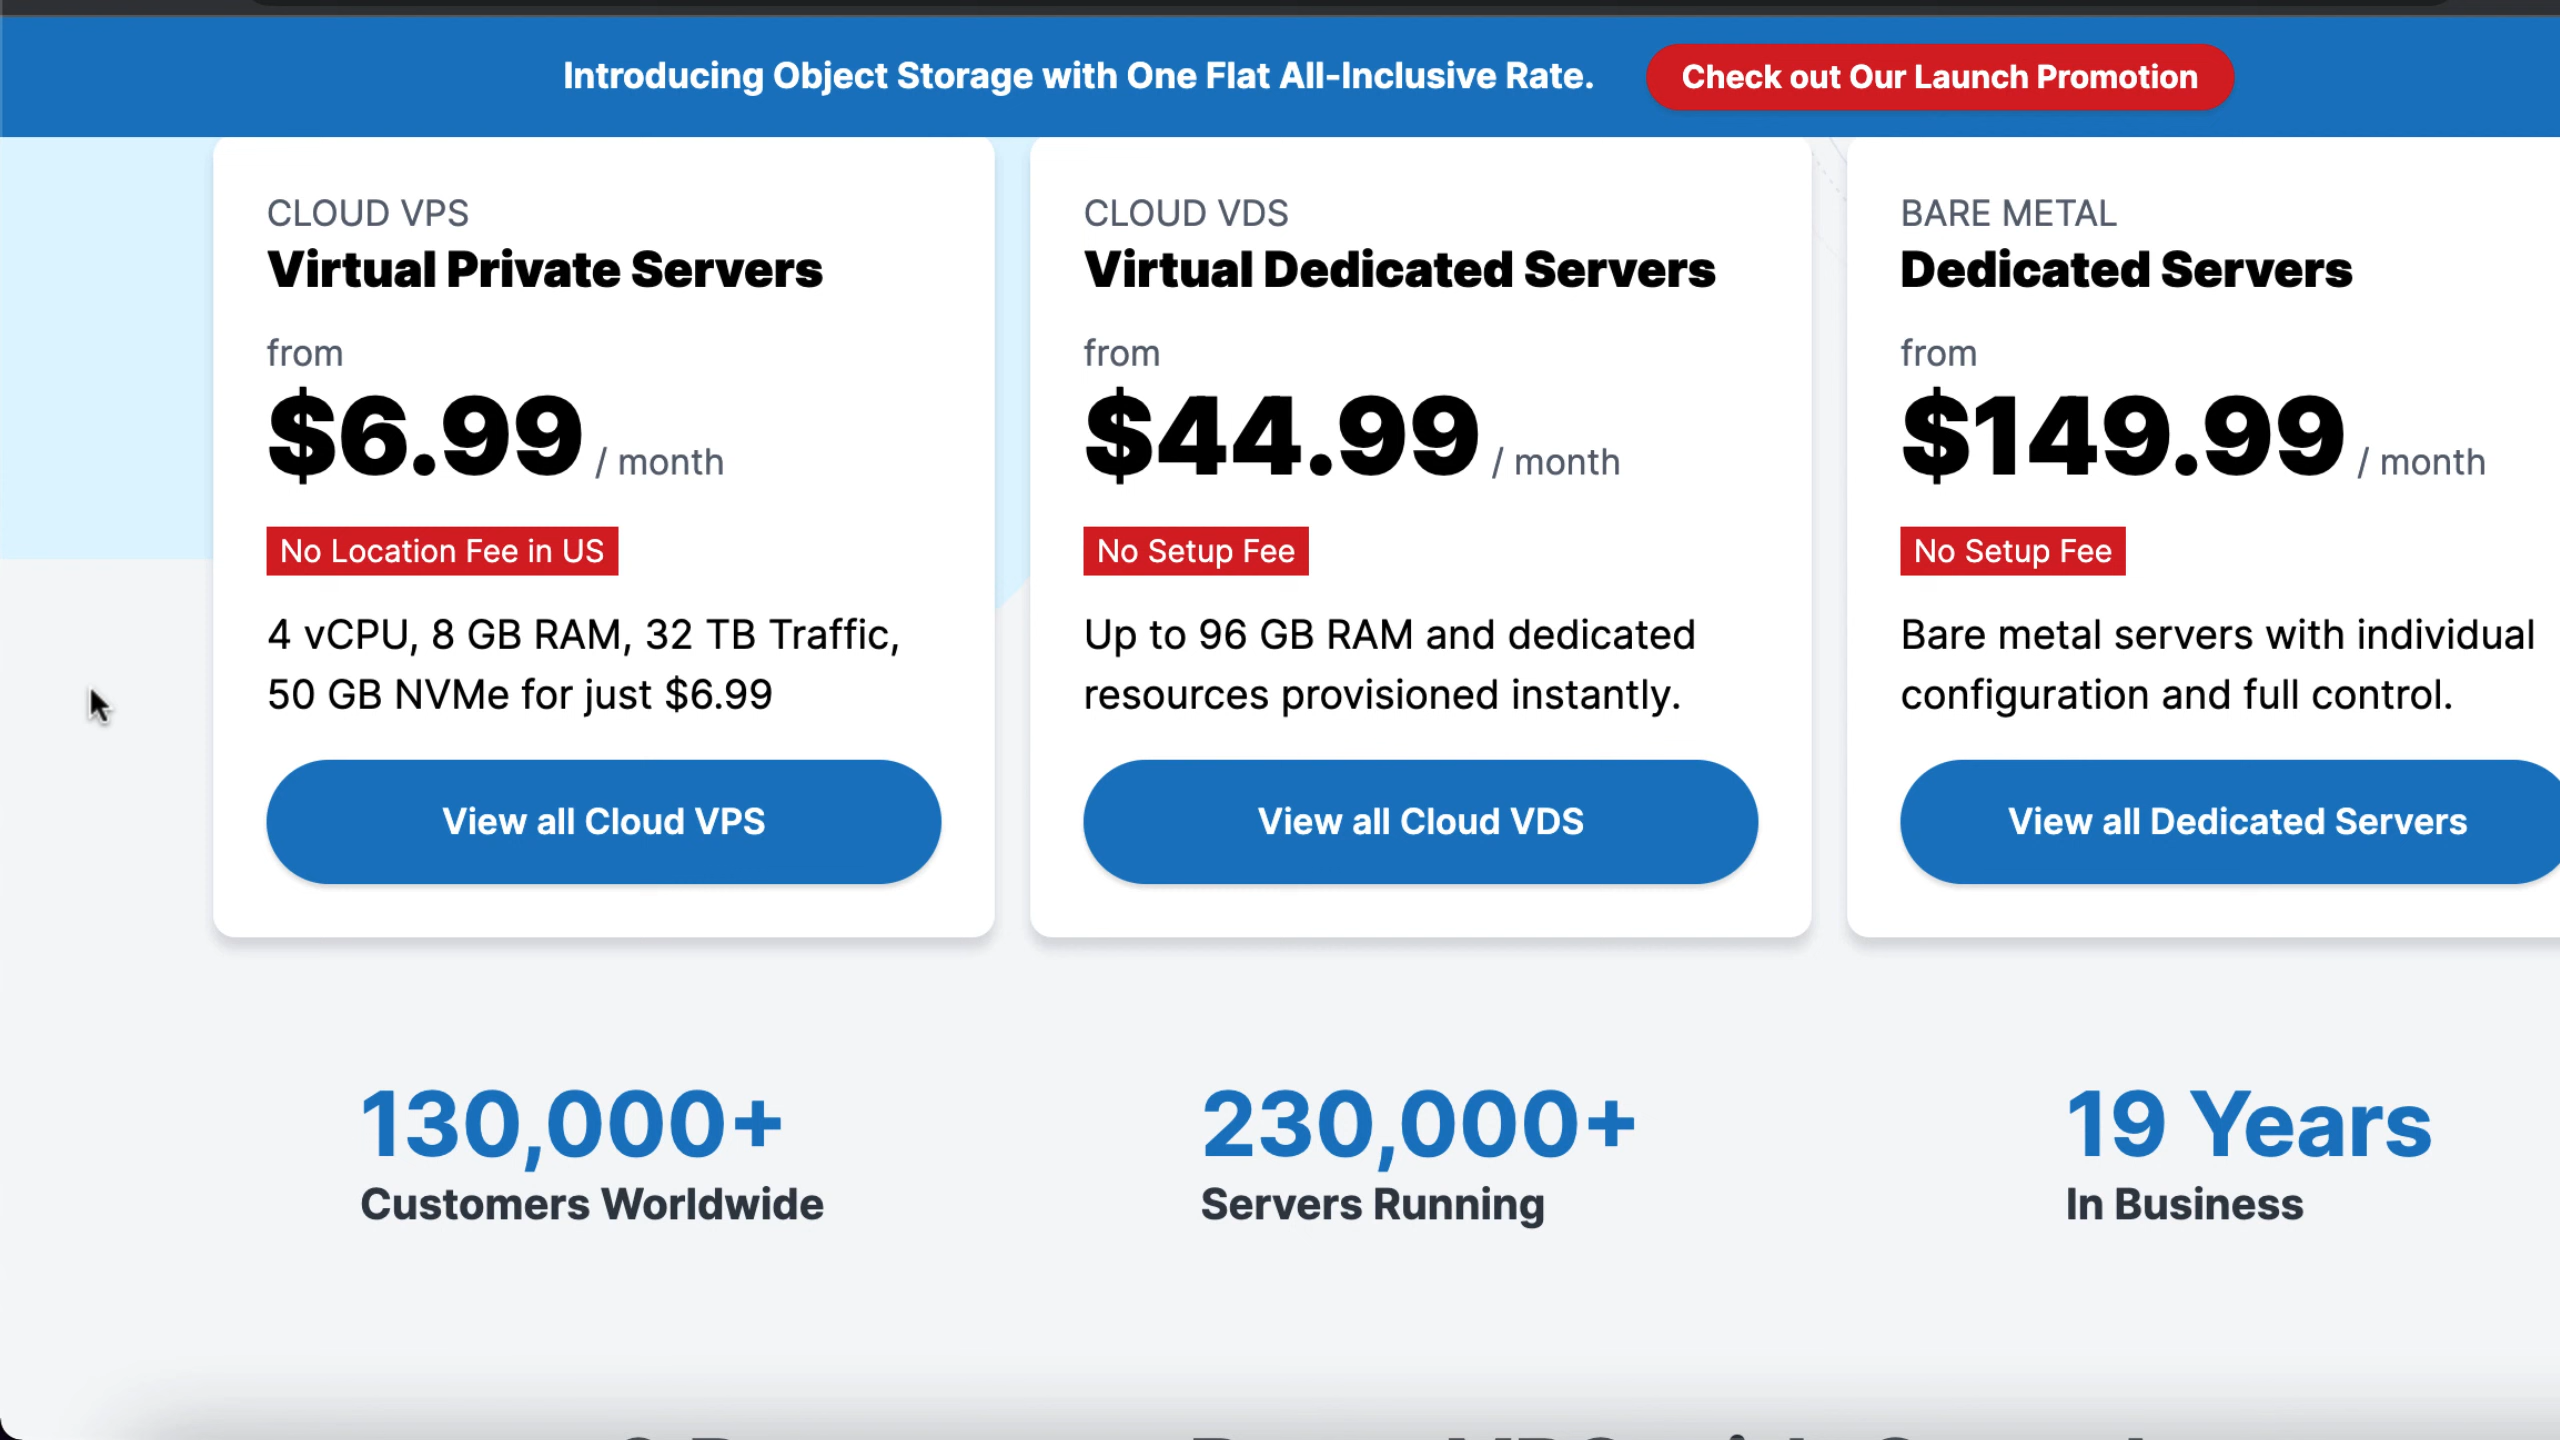 Introducing Object Storage with One Flat All-Inclusive Rate.
Check out Our Launch Promotion
CLOUD VPS
Virtual Private Servers
from
$6.99 / month
No Location Fee in US
4 vCPU, 8 GB RAM, 32 TB Traffic,
50 GB NVMe for just $6.99
View all Cloud VPS
CLOUD VDS
Virtual Dedicated Servers
from
$44.99 / month
No Setup Fee
Up to 96 GB RAM and dedicated
resources provisioned instantly.
View all Cloud VDS
BARE METAL
Dedicated Servers
from
$149.99 / month
No Setup Fee
Bare metal servers with individual
configuration and full control.
View all Dedicated Servers
130,000+
Customers Worldwide
230,000+
Servers Running
19 Years
In Business